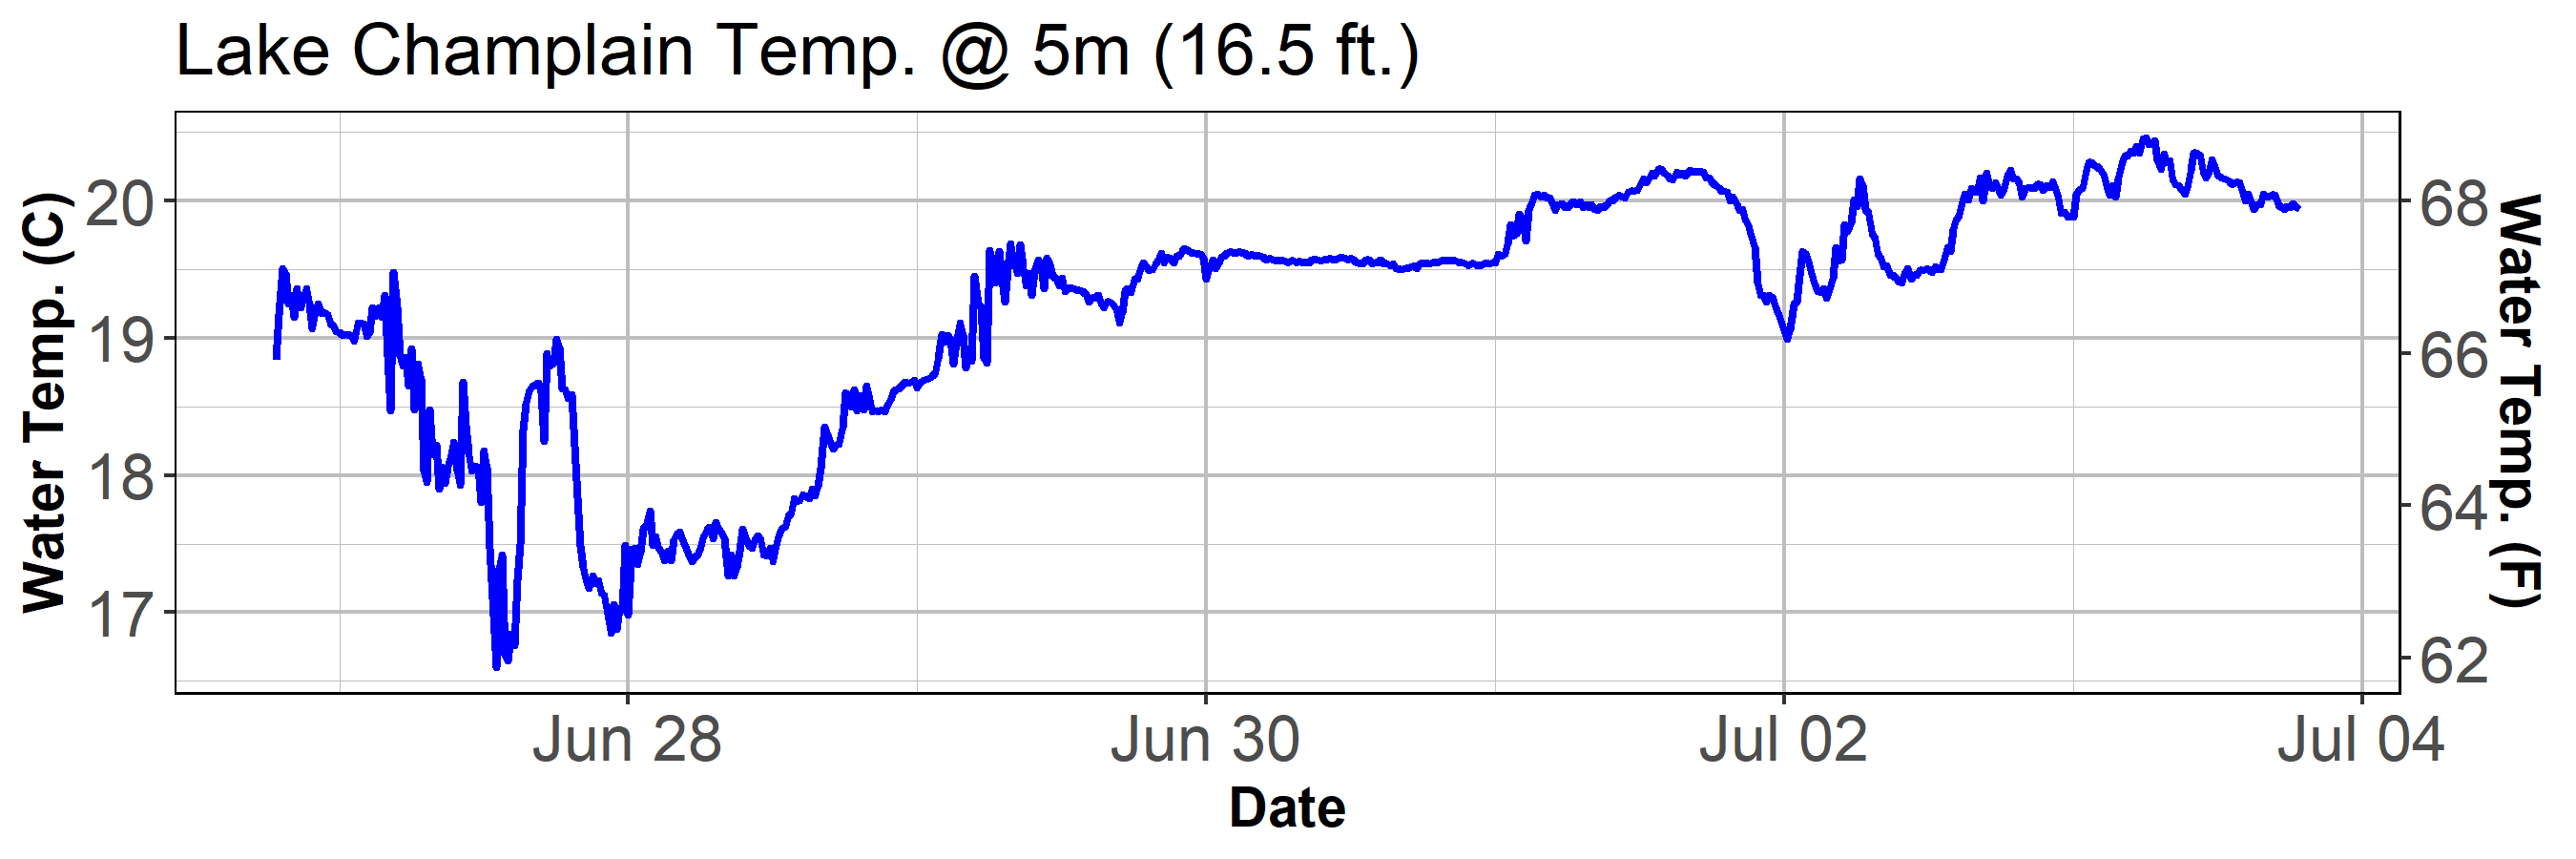 Lake Champlain Temp. @ 5m (16.5 ft.)
Water Temp. (C)
20
19
18
17
68
66
64
62
Water Temp. (F)
Jun 28
Jun 30
Jul 02
Jul 04
Date